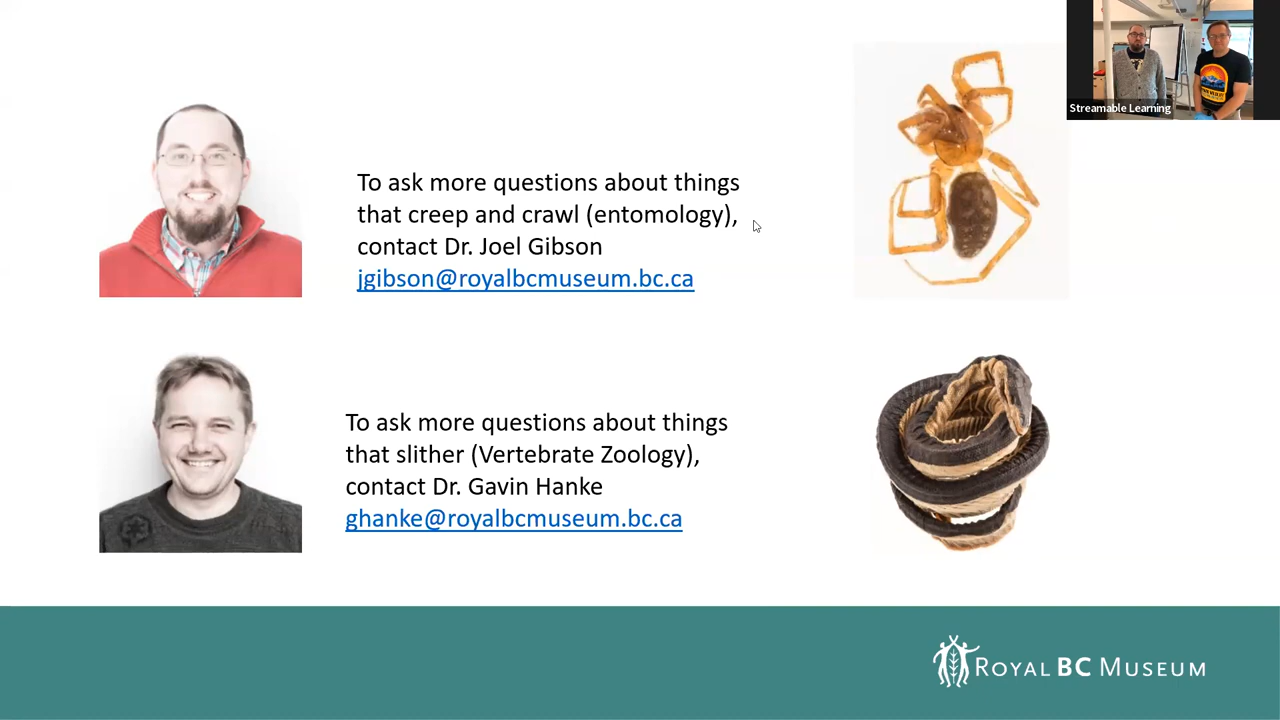 Streamable Learning
To ask more questions about things
that creep and crawl (entomology),
contact Dr. Joel Gibson
jgibson@royalbcmuseum.bc.ca
To ask more questions about things
that slither (Vertebrate Zoology),
contact Dr. Gavin Hanke
ghanke@royalbcmuseum.bc.ca
ROYAL BC MUSEUM